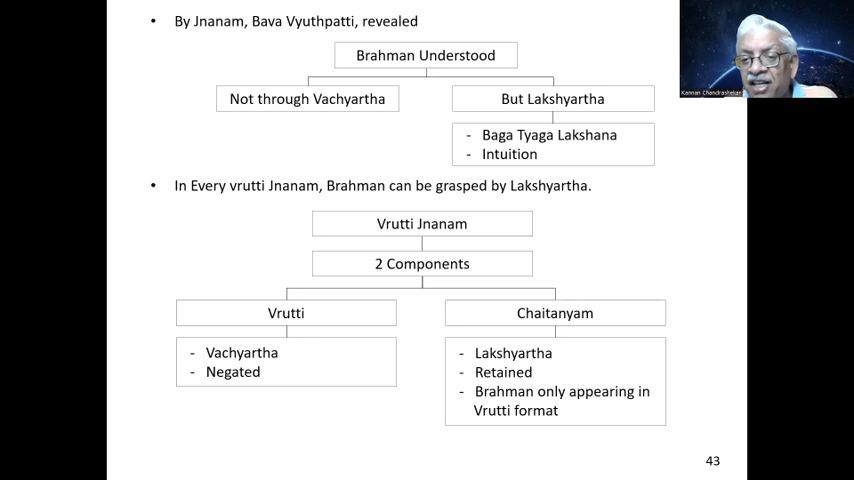 • By Jnanam, Bava Vyuthpatti, revealed
Brahman Understood
Not through Vachyartha
But Lakshyartha
- Baga Tyaga Lakshana
- Intuition
• In Every vrutti Jnanam, Brahman can be grasped by Lakshyartha.
Vrutti Jnanam
2 Components
Vrutti
Chaitanyam
- Vachyartha
- Negated
- Lakshyartha
- Retained
- Brahman only appearing in
Vrutti format
43
Kannan Chandrashekar